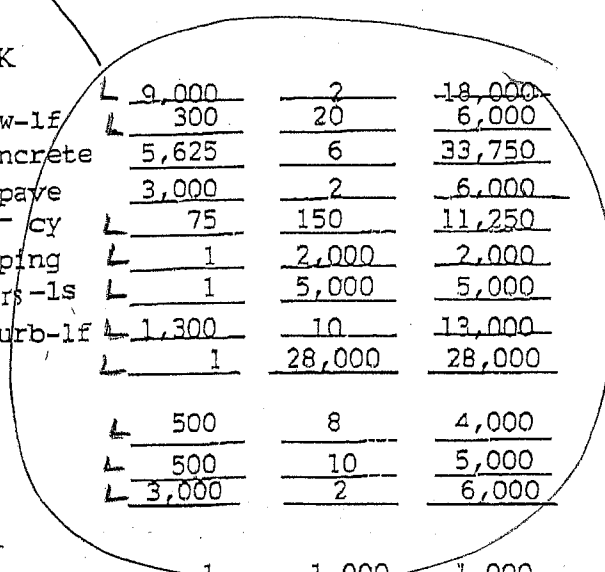 K
L 9,000 2 18,000
w-lf L 300 20 6,000
ncrete 5,625 6 33,750
pave 3,000 2 6,000
cy L 75 150 11,250
ping L 1 2,000 2,000
rs-ls L 1 5,000 5,000
urb-lf L 1,300 10 13,000
L 1 28,000 28,000
L 500 8 4,000
L 500 10 5,000
L 3,000 2 6,000
1 1,000 1,000